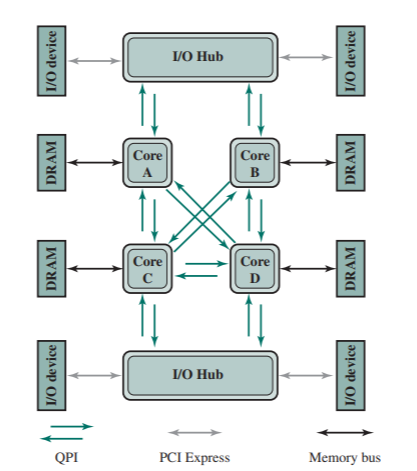 I/O device
I/O Hub
I/O device
DRAM
Core
A
Core
B
DRAM
DRAM
Core
C
Core
D
DRAM
I/O device
I/O Hub
I/O device
QPI
PCI Express
Memory bus